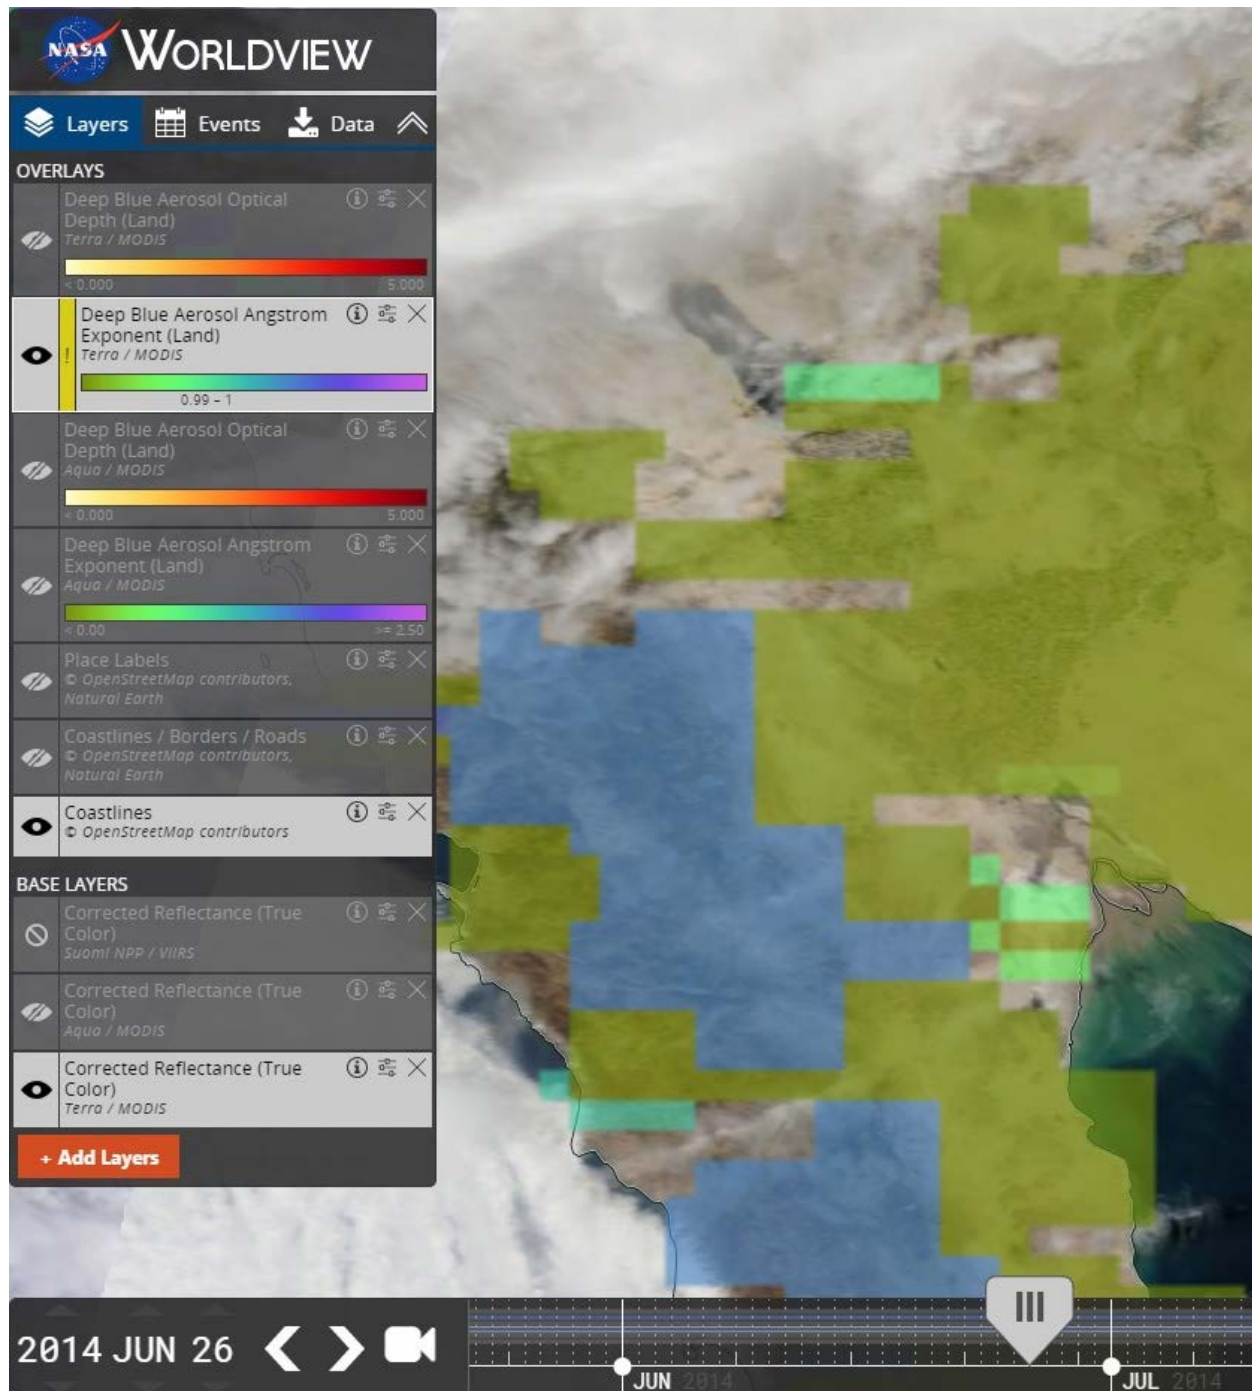 NASA WORLDVIEW
Layers Events Data
OVERLAYS
Deep Blue Aerosol Optical
Depth (Land)
Terra / MODIS
< 0.000 5.000
Deep Blue Aerosol Angstrom
Exponent (Land)
Terra / MODIS
0.99 – 1
Deep Blue Aerosol Optical
Depth (Land)
Aqua / MODIS
< 0.000 5.000
Deep Blue Aerosol Angstrom
Exponent (Land)
Aqua / MODIS
< 0.00 >= 2.50
Place Labels
© OpenStreetMap contributors,
Natural Earth
Coastlines / Borders / Roads
© OpenStreetMap contributors,
Natural Earth
Coastlines
© OpenStreetMap contributors
BASE LAYERS
Corrected Reflectance (True
Color)
Suomi NPP / VIIRS
Corrected Reflectance (True
Color)
Aqua / MODIS
Corrected Reflectance (True
Color)
Terra / MODIS
+ Add Layers
2014 JUN 26
JUN 2014 JUL 2014